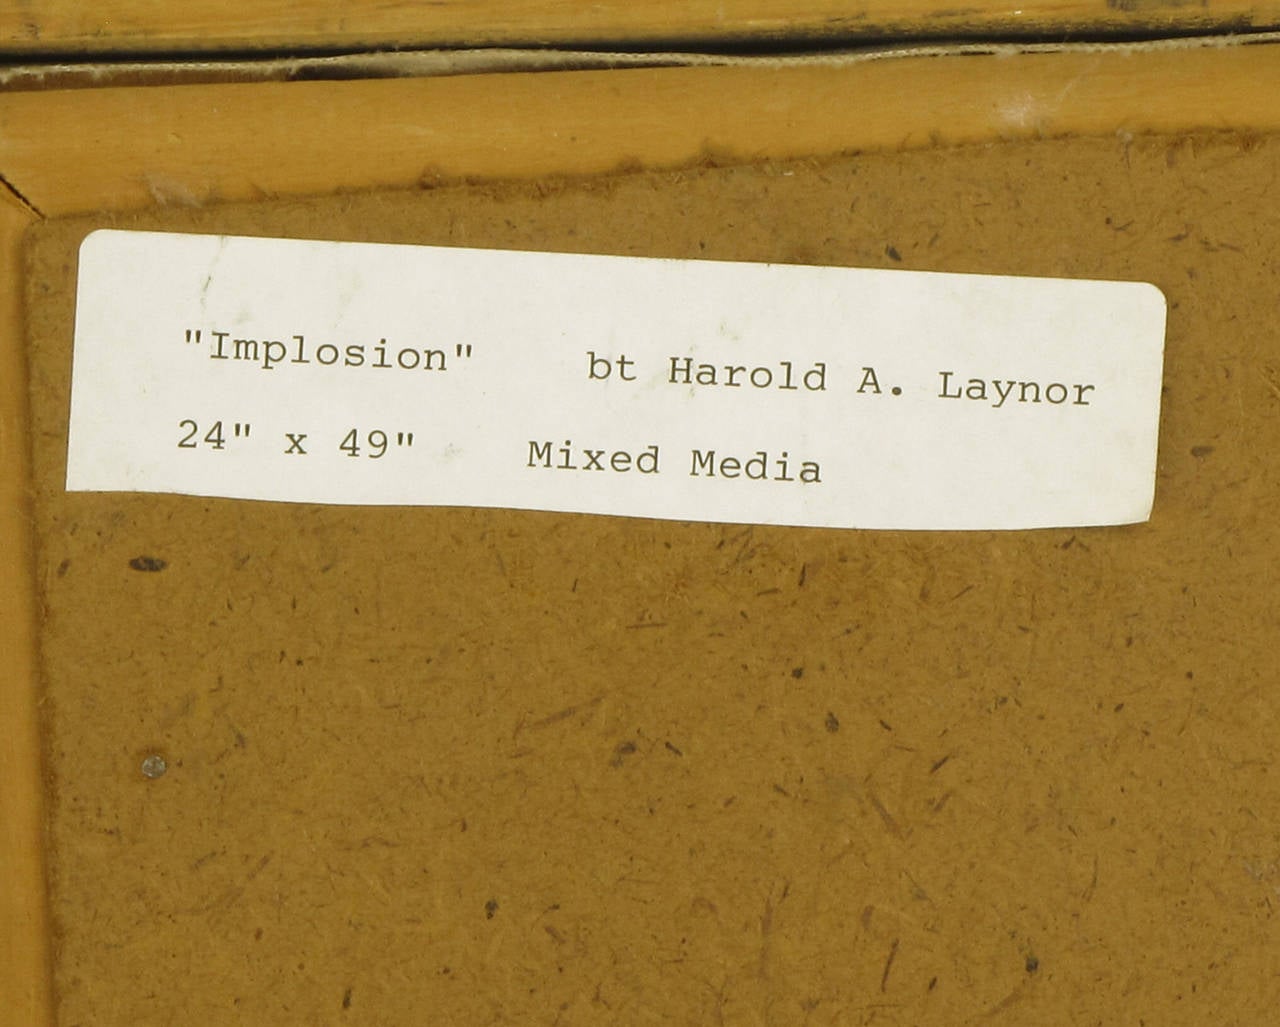 "Implosion" bt Harold A. Laynor
24" x 49" Mixed Media